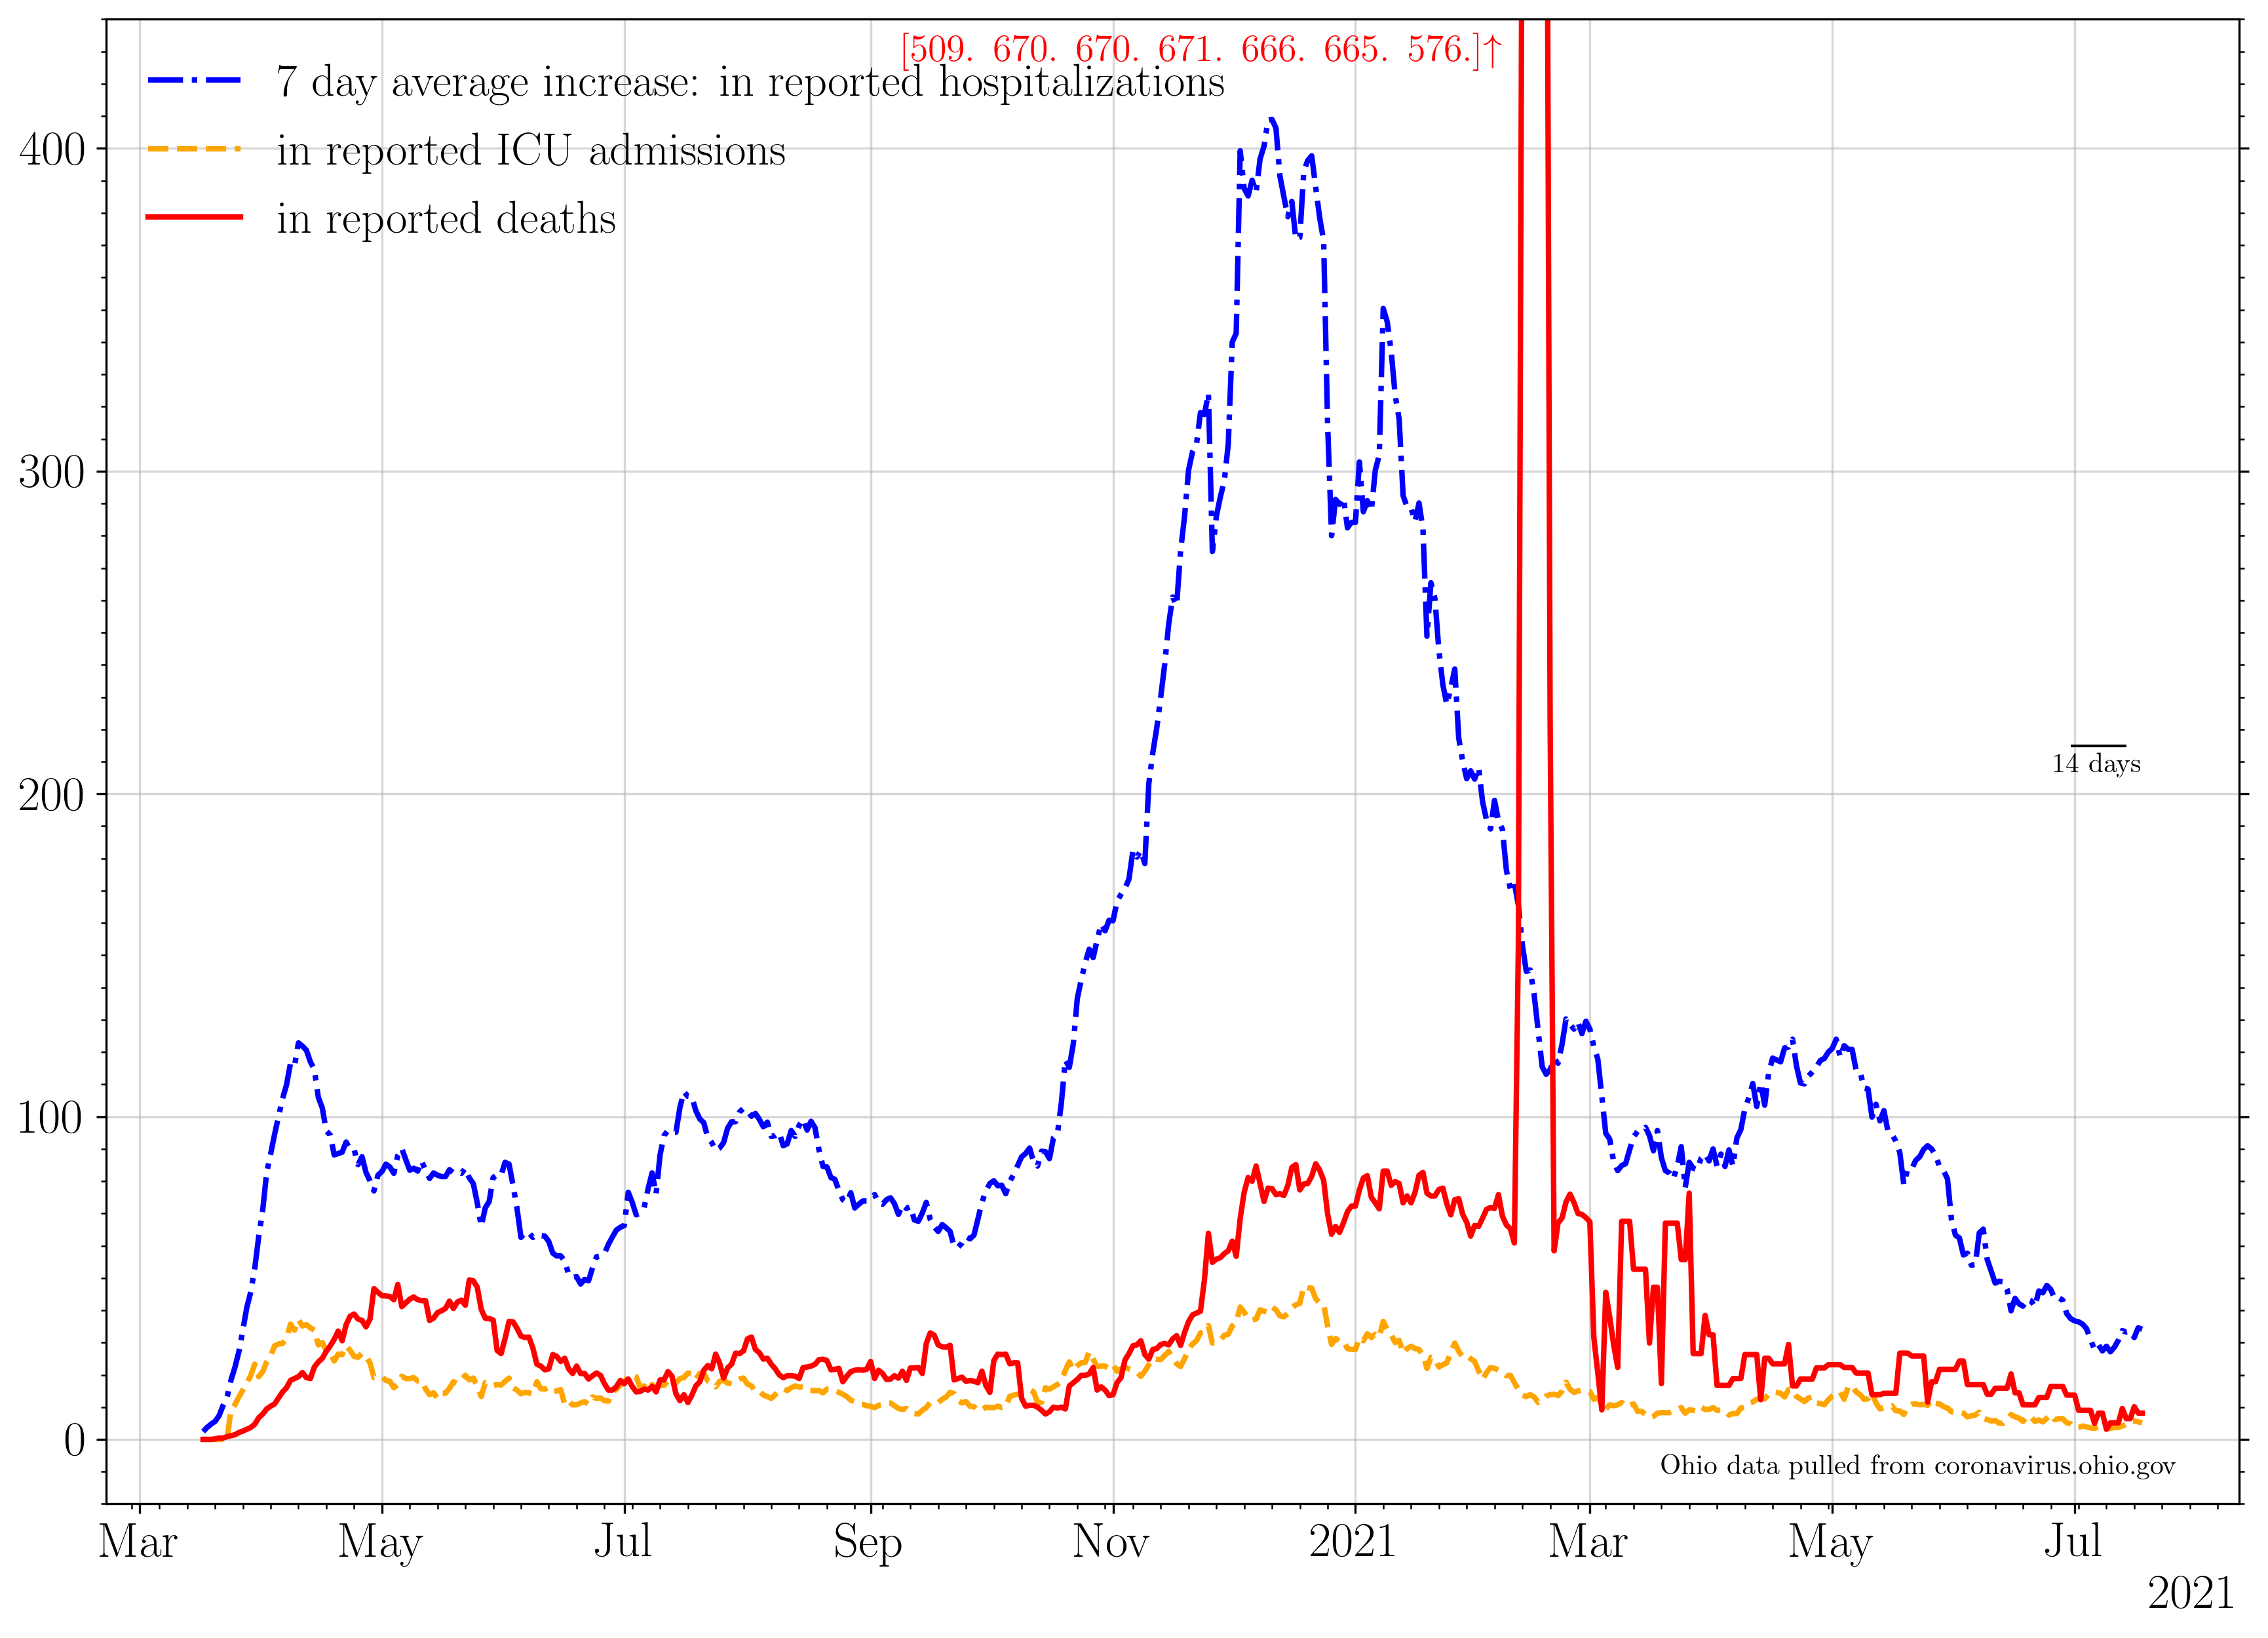 [509. 670. 670. 671. 666. 665. 576.]↑
7 day average increase: in reported hospitalizations
in reported ICU admissions
in reported deaths
400
300
200
100
0
14 days
Ohio data pulled from coronavirus.ohio.gov
Mar May Jul Sep Nov 2021 Mar May Jul
2021